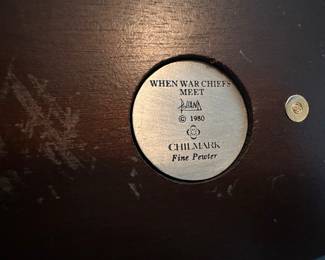 WHEN WAR CHIEFS
MEET
© 1980
CHILMARK
Fine Pewter